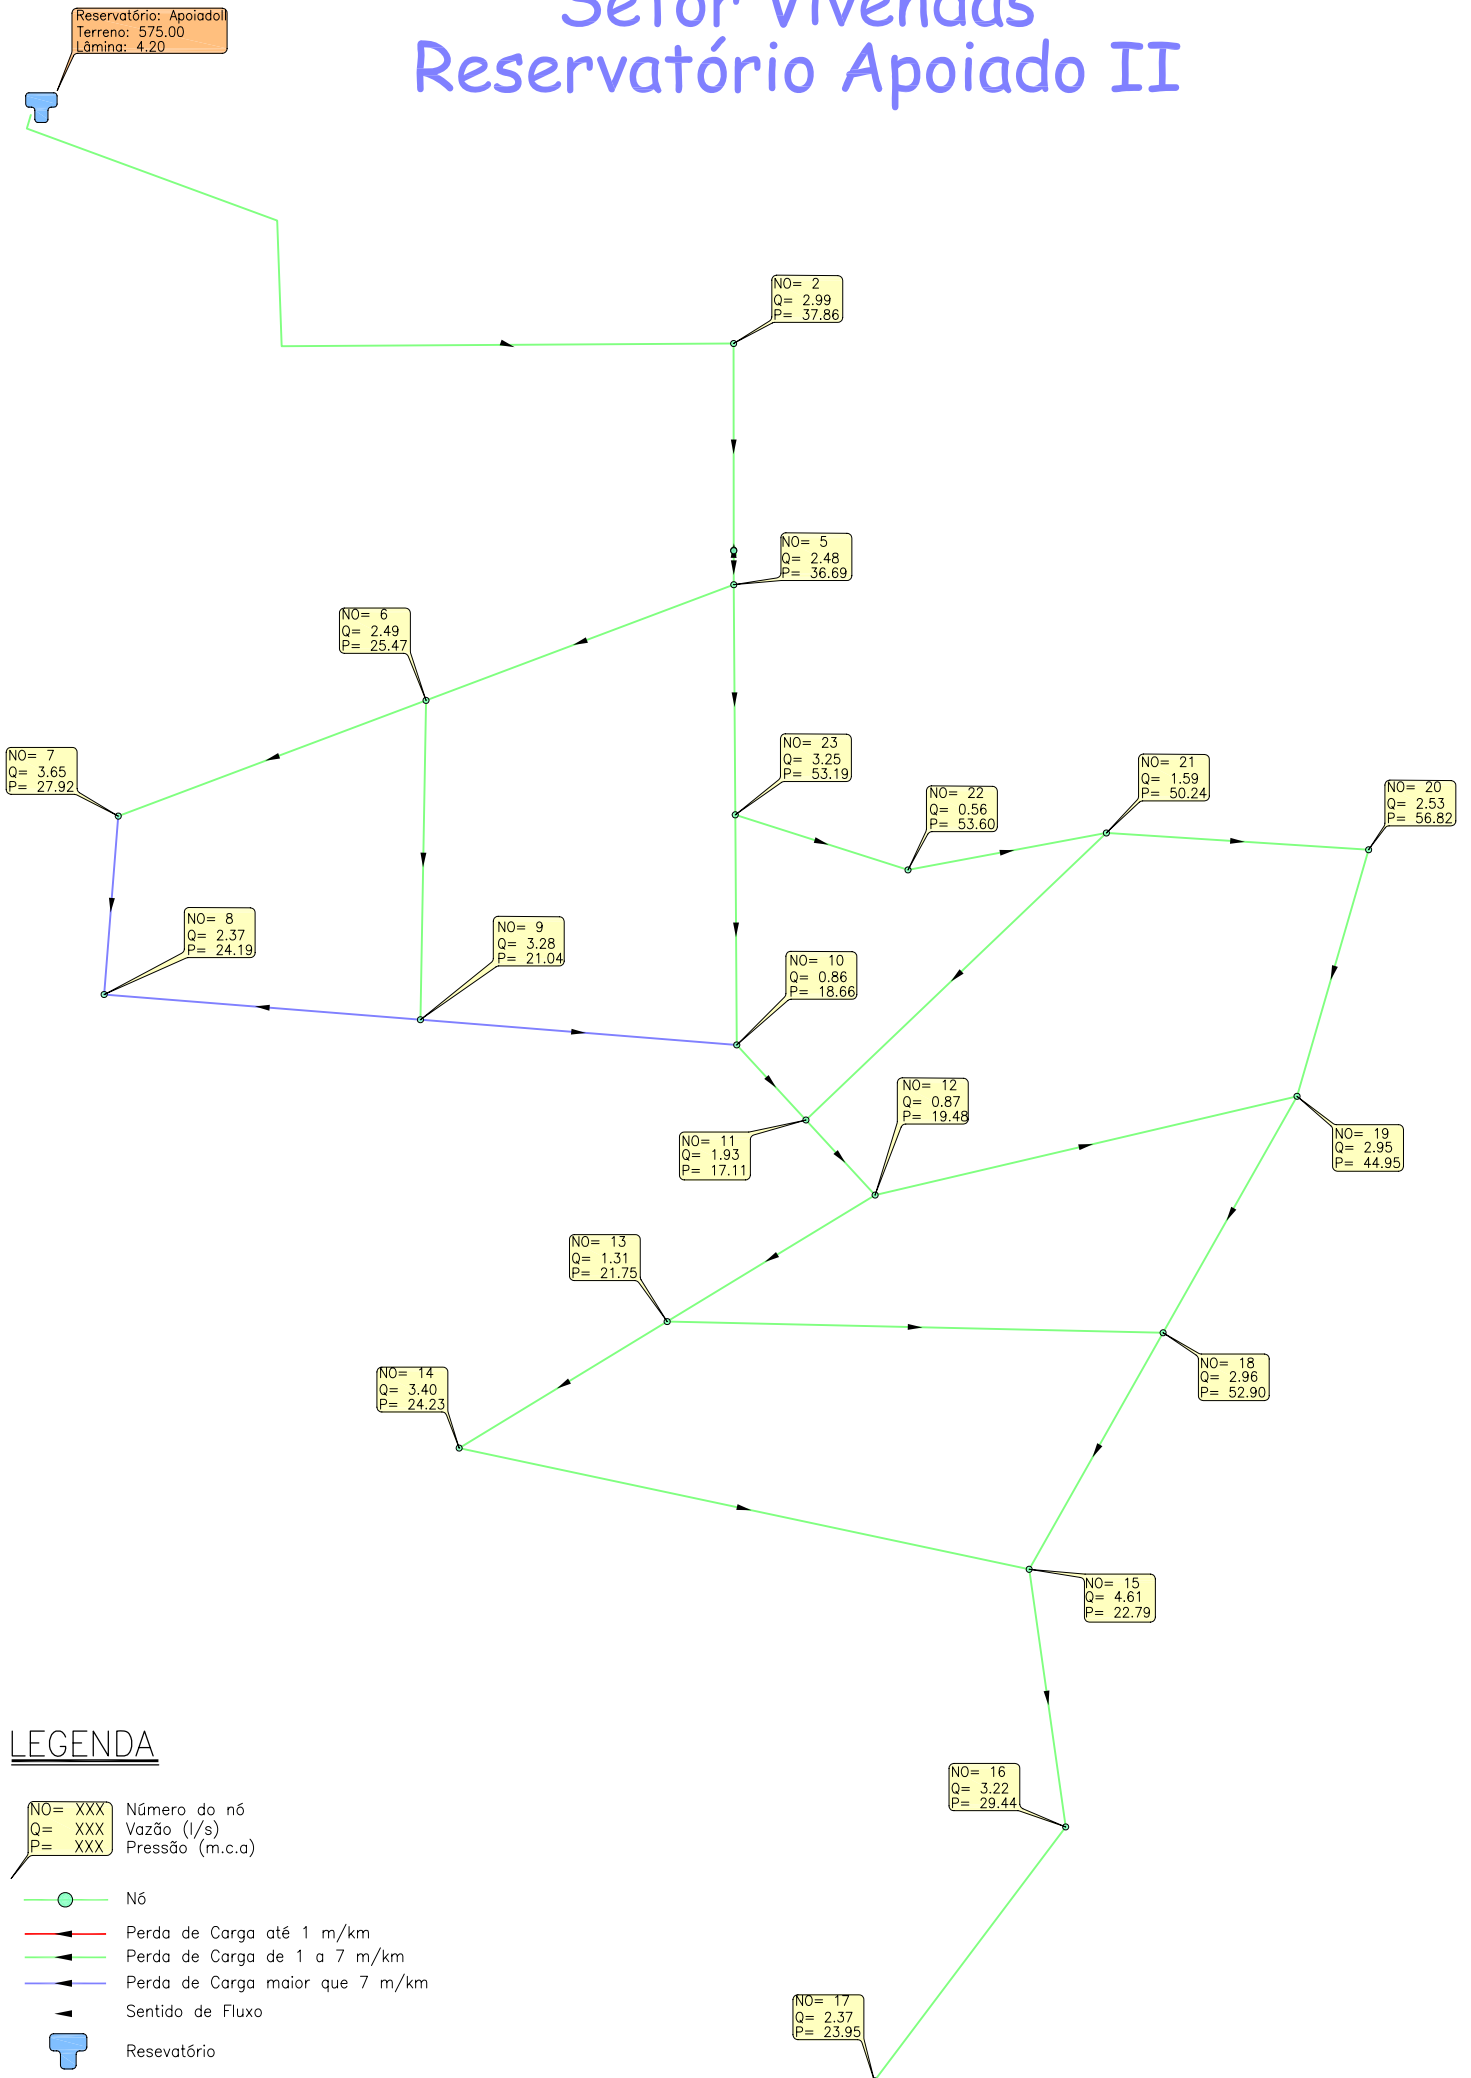 Setor Vivendas
Reservatório Apoiado II
Reservatório: ApoiadoII
Terreno: 575.00
Lâmina: 4.20
NO= 2
Q= 2.99
P= 37.86
NO= 5
Q= 2.48
P= 36.69
NO= 6
Q= 2.49
P= 25.47
NO= 7
Q= 3.65
P= 27.92
NO= 23
Q= 3.25
P= 53.19
NO= 22
Q= 0.56
P= 53.60
NO= 21
Q= 1.59
P= 50.24
NO= 20
Q= 2.53
P= 56.82
NO= 8
Q= 2.37
P= 24.19
NO= 9
Q= 3.28
P= 21.04
NO= 10
Q= 0.86
P= 18.66
NO= 12
Q= 0.87
P= 19.48
NO= 11
Q= 1.93
P= 17.11
NO= 19
Q= 2.95
P= 44.95
NO= 13
Q= 1.31
P= 21.75
NO= 18
Q= 2.96
P= 52.90
NO= 14
Q= 3.40
P= 24.23
NO= 15
Q= 4.61
P= 22.79
NO= 16
Q= 3.22
P= 29.44
NO= 17
Q= 2.37
P= 23.95
LEGENDA
NO= XXX Número do nó
Q= XXX Vazão (l/s)
P= XXX Pressão (m.c.a)
Nó
Perda de Carga até 1 m/km
Perda de Carga de 1 a 7 m/km
Perda de Carga maior que 7 m/km
Sentido de Fluxo
Resevatório